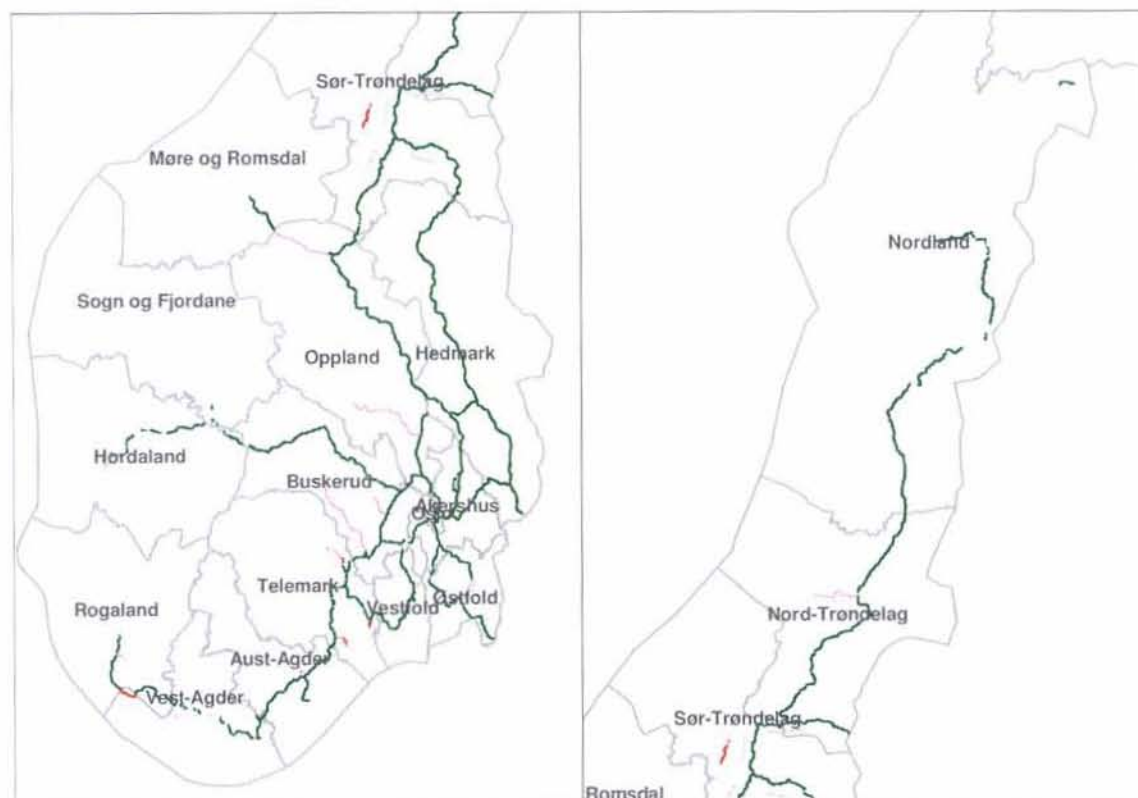 Sør-Trøndelag
Møre og Romsdal
Sogn og Fjordane
Oppland
Hedmark
Hordaland
Buskerud
Akershus
Oslo
Telemark
Vestfold
Østfold
Rogaland
Aust-Agder
Vest-Agder
Nordland
Nord-Trøndelag
Sør-Trøndelag
Romsdal